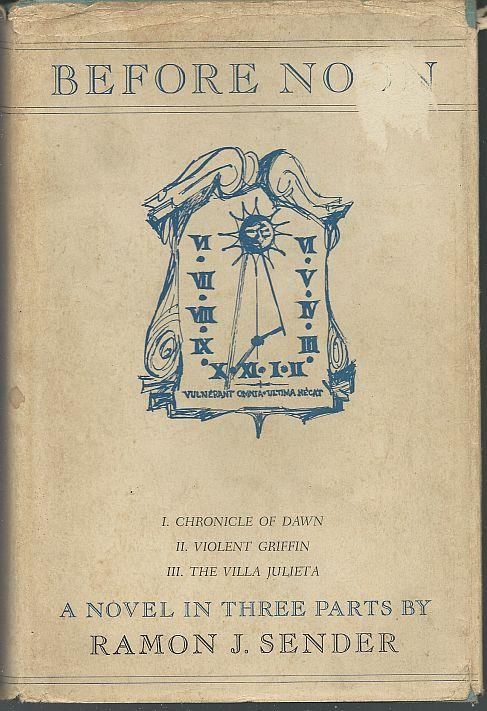 BEFORE NOON
VI VI
VII V
VIII IV
IX III
X · XI · I · II
VULNERANT OMNIA · ULTIMA NECAT
I. CHRONICLE OF DAWN
II. VIOLENT GRIFFIN
III. THE VILLA JULIETA
A NOVEL IN THREE PARTS BY
RAMON J. SENDER